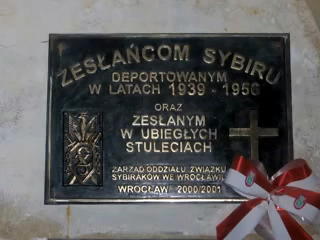 ZESŁAŃCOM SYBIRU
DEPORTOWANYM
W LATACH 1939 - 1956
ORAZ
ZESŁANYM
W UBIEGŁYCH
STULECIACH
ZARZĄD ODDZIAŁU ZWIĄZKU
SYBIRAKÓW WE WROCŁAWIU
WROCŁAW 2000/2001